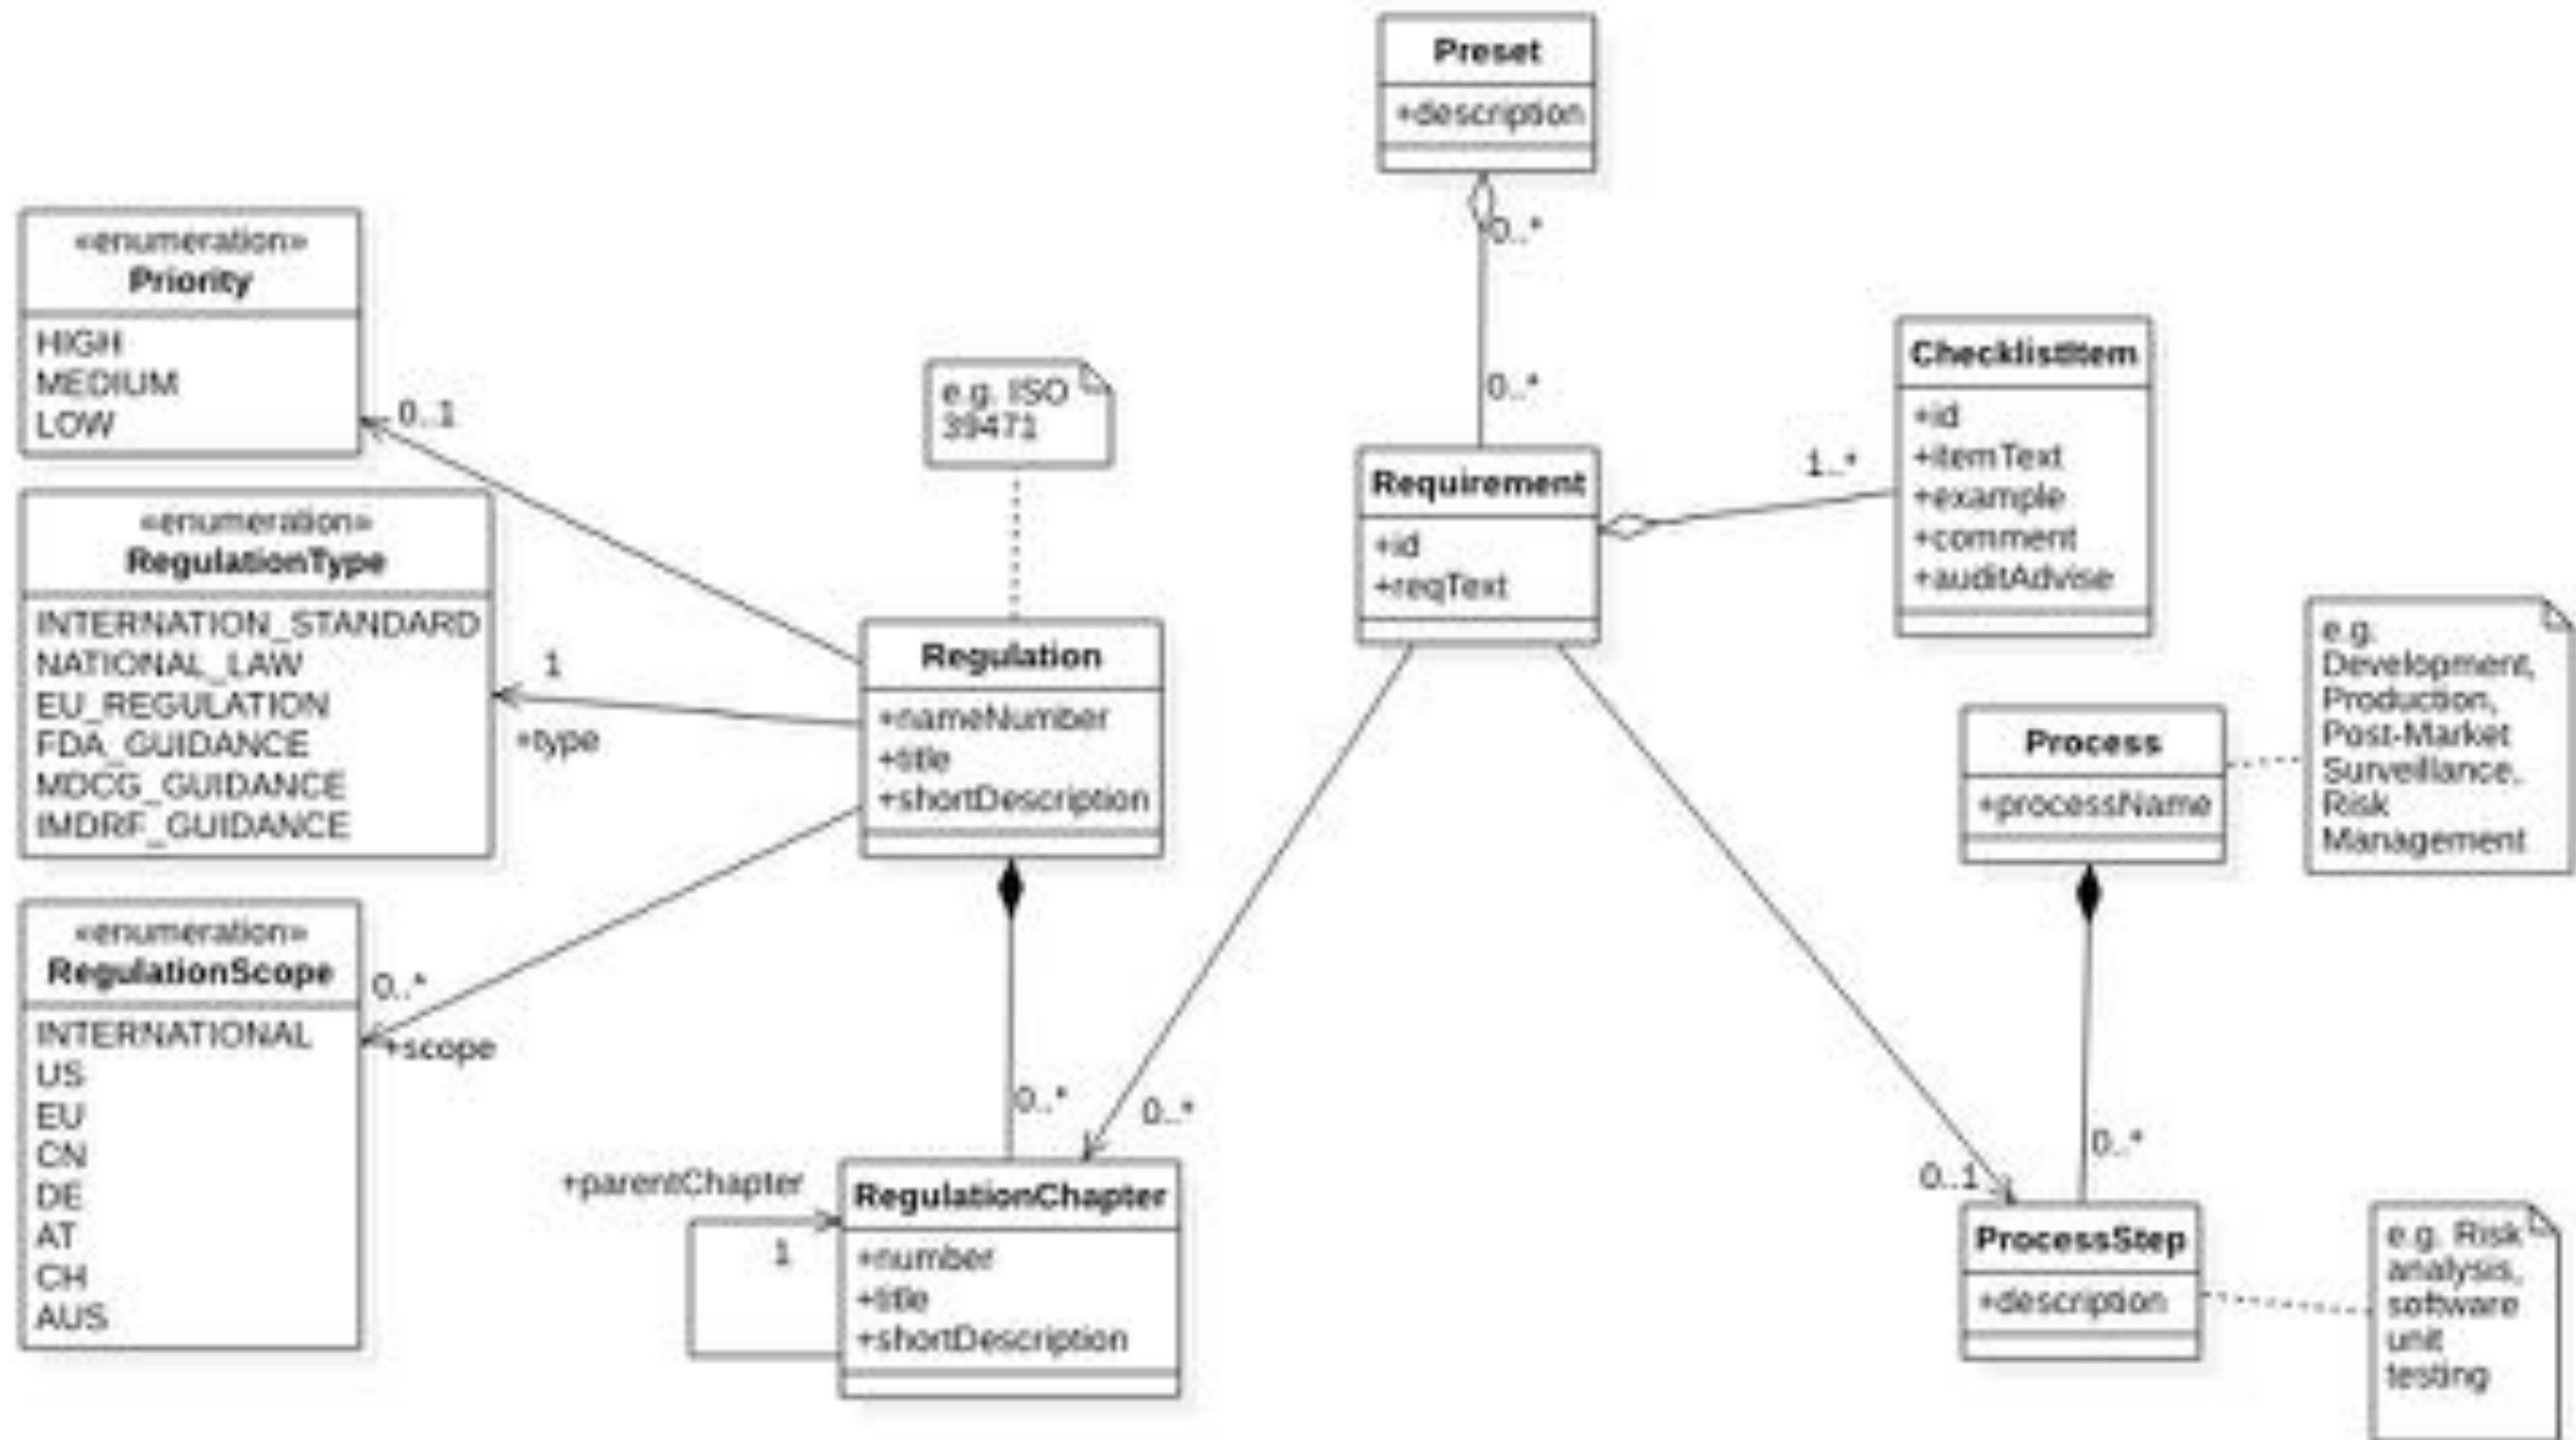 Preset
+description
0..*
0..*
«enumeration»
Priority
HIGH
MEDIUM
LOW
0..1
e.g. ISO
39471
ChecklistItem
+id
+itemText
+example
+comment
+auditAdvise
1..*
Requirement
+id
+reqText
«enumeration»
RegulationType
INTERNATION_STANDARD
NATIONAL_LAW
EU_REGULATION
FDA_GUIDANCE
MDCG_GUIDANCE
IMDRF_GUIDANCE
1
+type
Regulation
+nameNumber
+title
+shortDescription
e.g.
Development,
Production,
Post-Market
Surveillance,
Risk
Management
Process
+processName
«enumeration»
RegulationScope
INTERNATIONAL
US
EU
CN
DE
AT
CH
AUS
0..*
+scope
0..*
0..*
+parentChapter
1
RegulationChapter
+number
+title
+shortDescription
0..*
0..1
ProcessStep
+description
e.g. Risk
analysis,
software
unit
testing